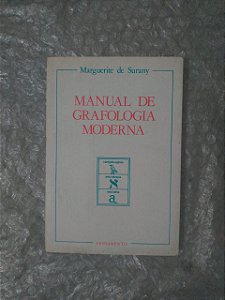 Marguerite de Surany
MANUAL DE
GRAFOLOGIA
MODERNA
a
PENSAMENTO